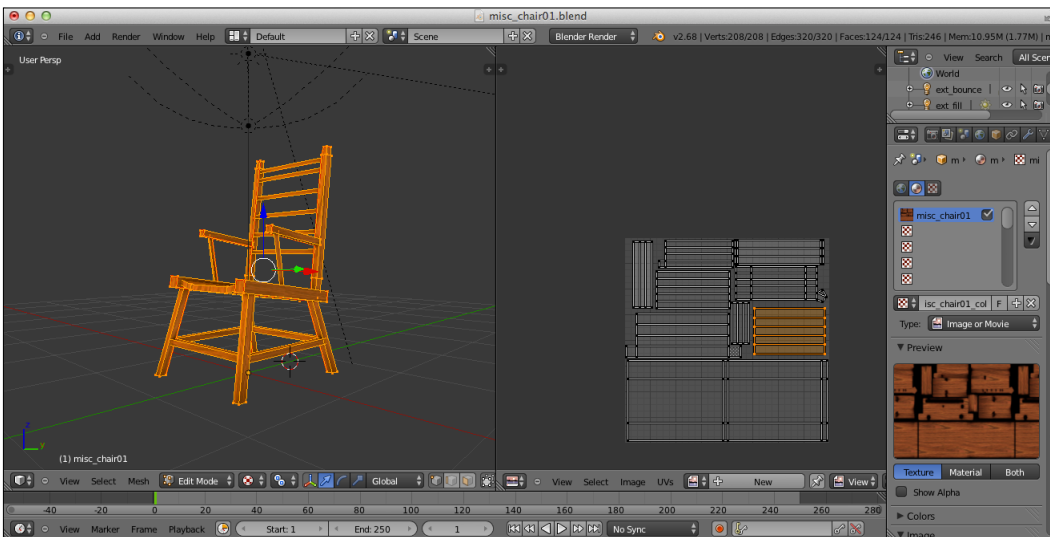 misc_chair01.blend
File Add Render Window Help Default Scene Blender Render v2.68 | Verts:208/208 | Edges:320/320 | Faces:124/124 | Tris:246 | Mem:10.95M (1.77M) |
User Persp
View Search All Scen
World
ext_bounce
ext_fill
m m mi
misc_chair01
isc_chair01_col F
Type: Image or Movie
Preview
Texture Material Both
Show Alpha
Colors
Image
z
y
(1) misc_chair01
View Select Mesh Edit Mode Global
View Select Image UVs New View
-40 -20 0 20 40 60 80 100 120 140 160 180 200 220 240 260 280
View Marker Frame Playback Start: 1 End: 250 1 No Sync